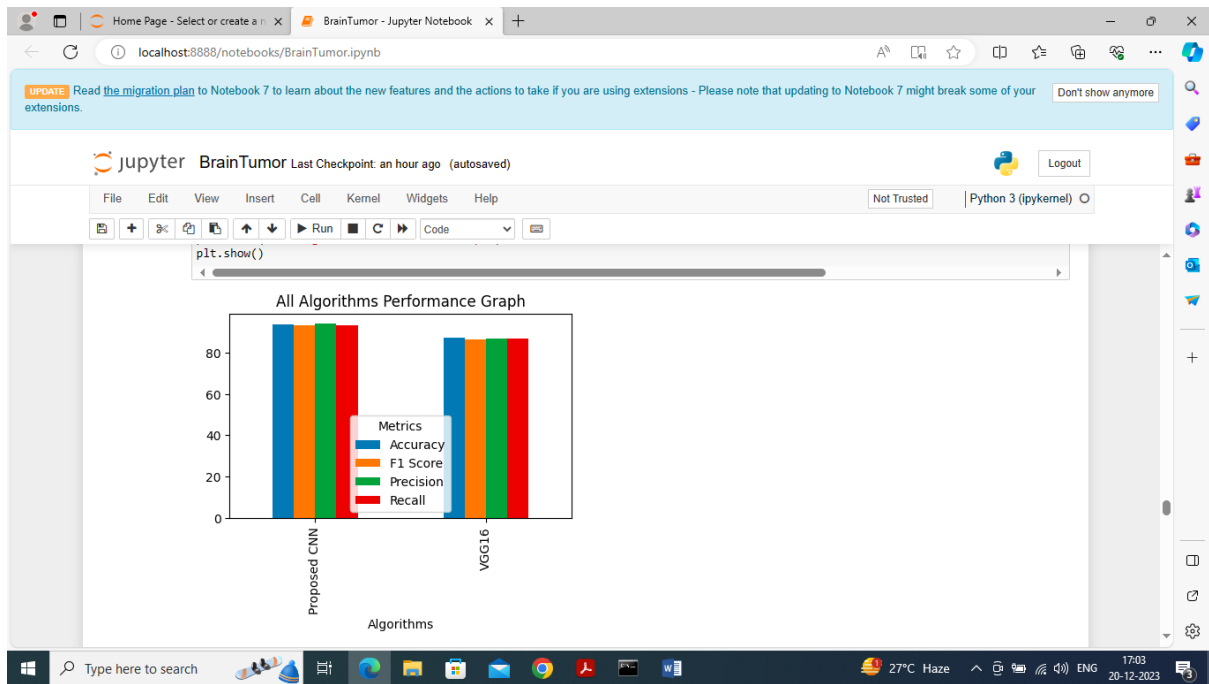 Home Page - Select or create a n
BrainTumor - Jupyter Notebook
localhost:8888/notebooks/BrainTumor.ipynb
UPDATE Read the migration plan to Notebook 7 to learn about the new features and the actions to take if you are using extensions - Please note that updating to Notebook 7 might break some of your
extensions.
Don't show anymore
jupyter BrainTumor Last Checkpoint: an hour ago (autosaved)
Logout
File Edit View Insert Cell Kernel Widgets Help
Not Trusted
Python 3 (ipykernel)
Run
Code
plt.show()
All Algorithms Performance Graph
80
60
40
20
0
Metrics
Accuracy
F1 Score
Precision
Recall
Proposed CNN
VGG16
Algorithms
Type here to search
27°C Haze
ENG
17:03
20-12-2023
3